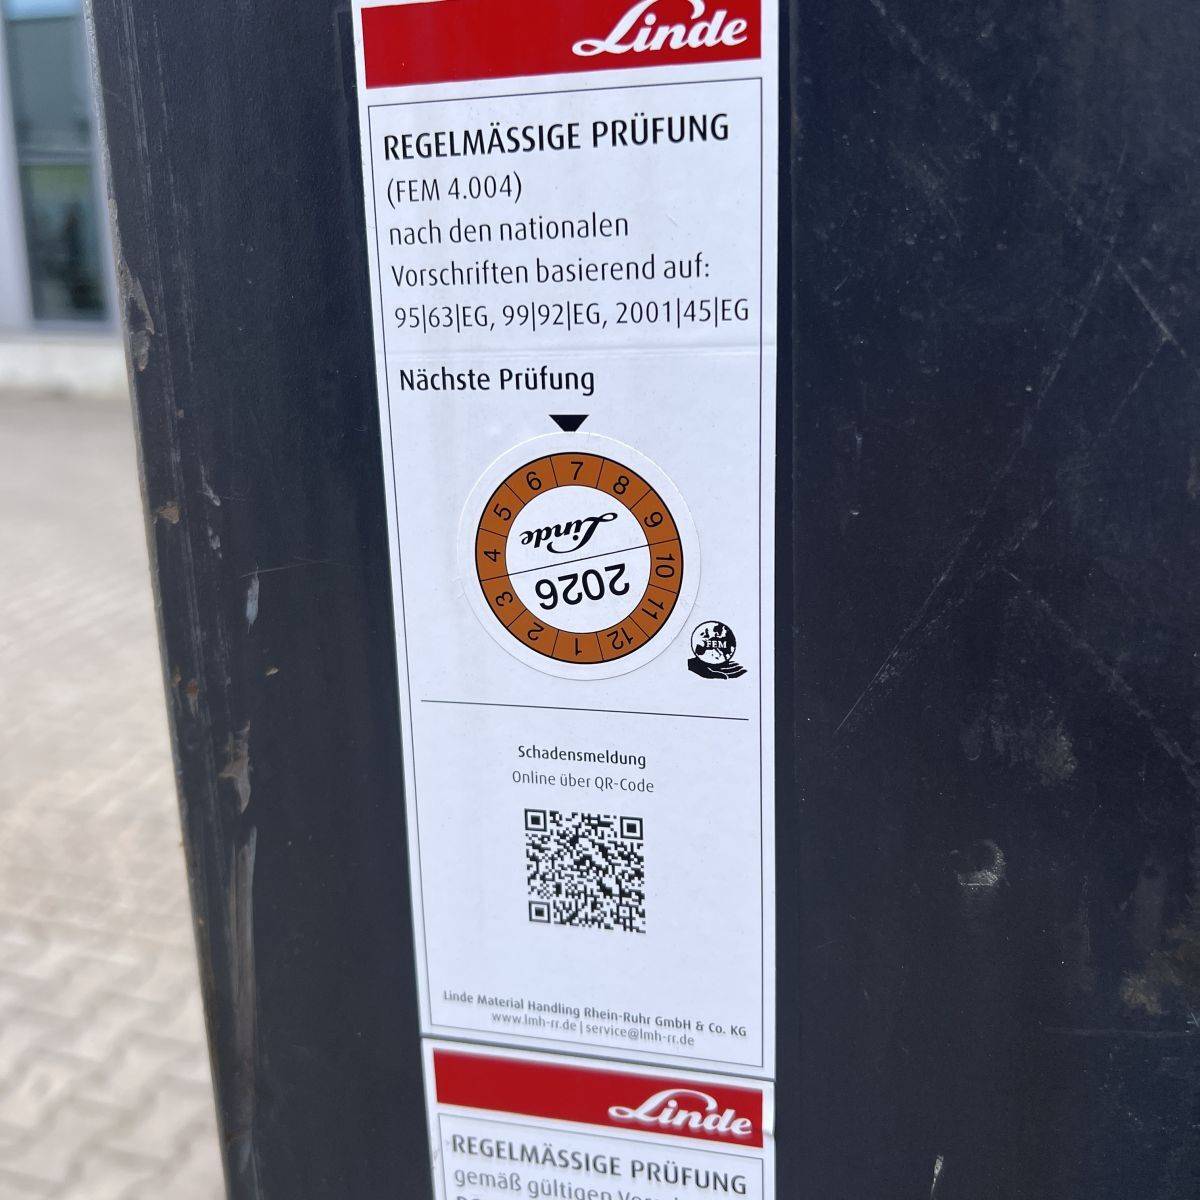 Linde
REGELMÄSSIGE PRÜFUNG
(FEM 4.004)
nach den nationalen
Vorschriften basierend auf:
95|63|EG, 99|92|EG, 2001|45|EG
Nächste Prüfung
1 2 3 4 5 6 7 8 9 10 11 12
Linde
2026
FEM
Schadensmeldung
Online über QR-Code
Linde Material Handling Rhein-Ruhr GmbH & Co. KG
www.lmh-rr.de | service@lmh-rr.de
Linde
REGELMÄSSIGE PRÜFUNG
gemäß gültigen